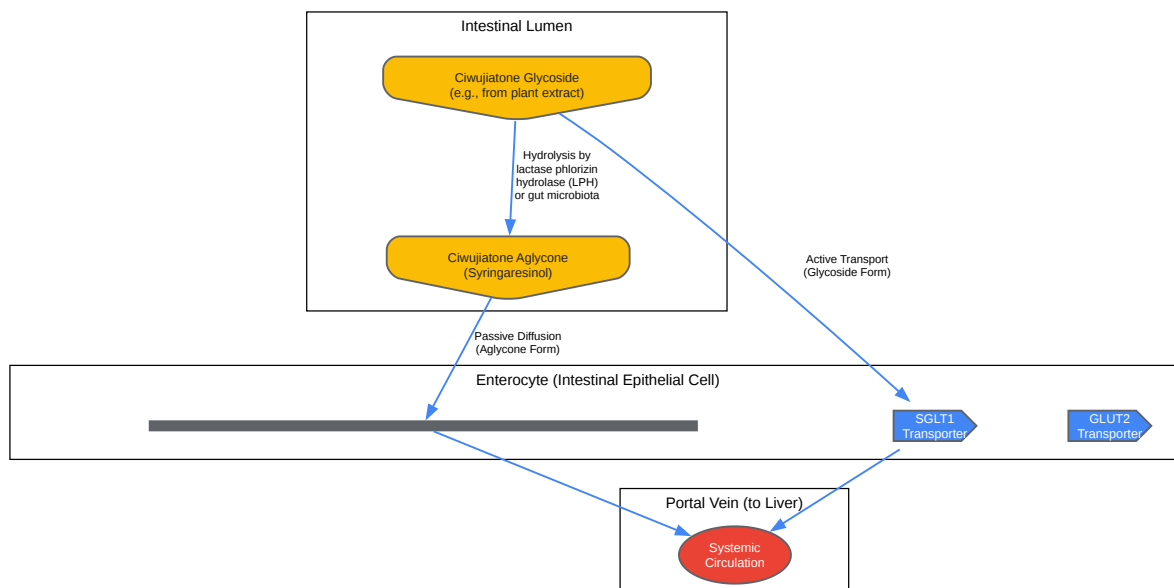 Intestinal Lumen
Ciwujiatone Glycoside
(e.g., from plant extract)
Hydrolysis by
lactase phlorizin
hydrolase (LPH)
or gut microbiota
Ciwujiatone Aglycone
(Syringaresinol)
Active Transport
(Glycoside Form)
Passive Diffusion
(Aglycone Form)
Enterocyte (Intestinal Epithelial Cell)
SGLT1
Transporter
GLUT2
Transporter
Portal Vein (to Liver)
Systemic
Circulation